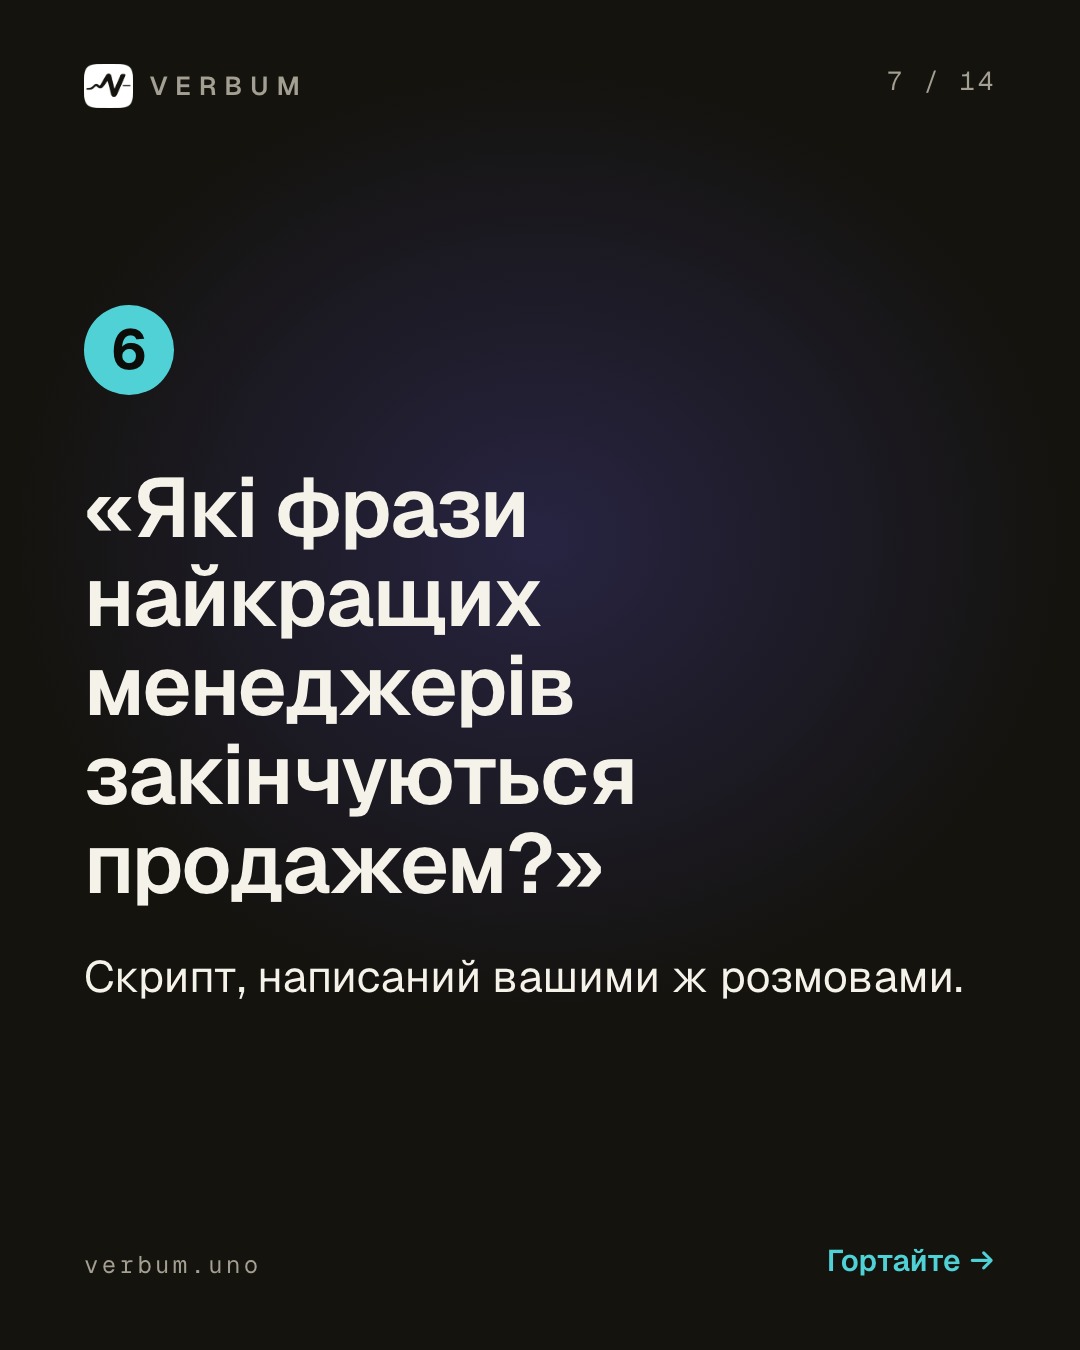 VERBUM
7 / 14
6
«Які фрази
найкращих
менеджерів
закінчуються
продажем?»
Скрипт, написаний вашими ж розмовами.
verbum.uno
Гортайте →